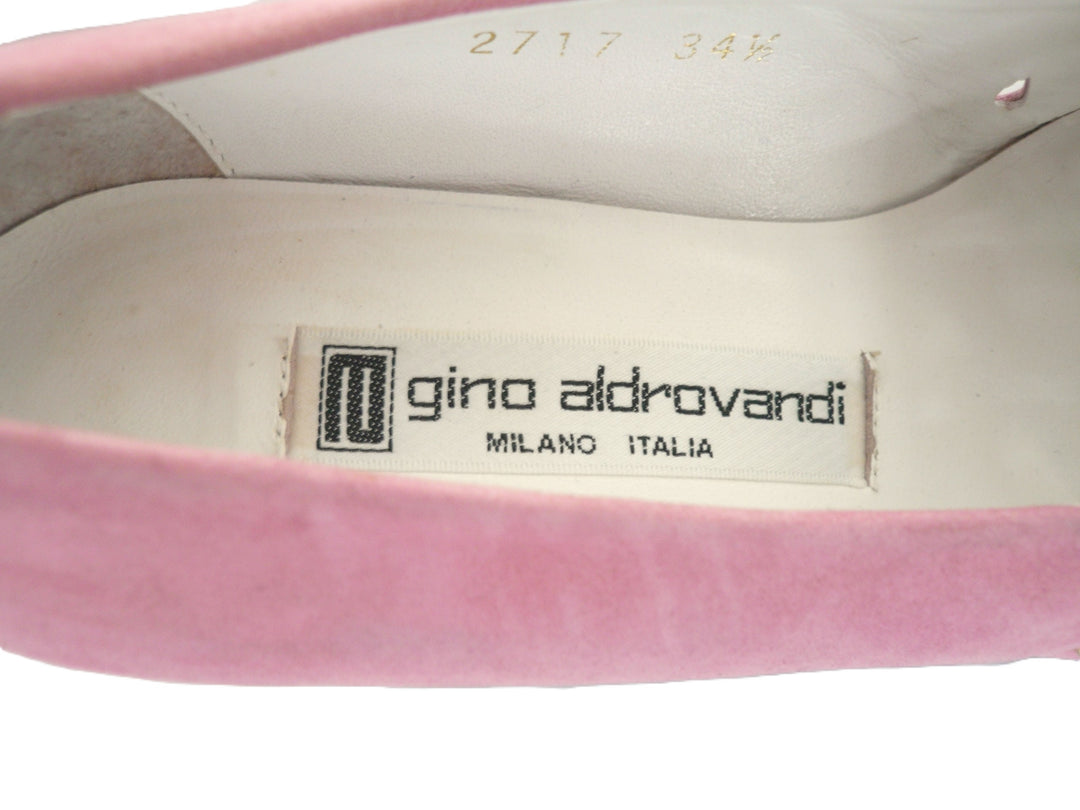 2717 34½
gino aldrovandi
MILANO ITALIA